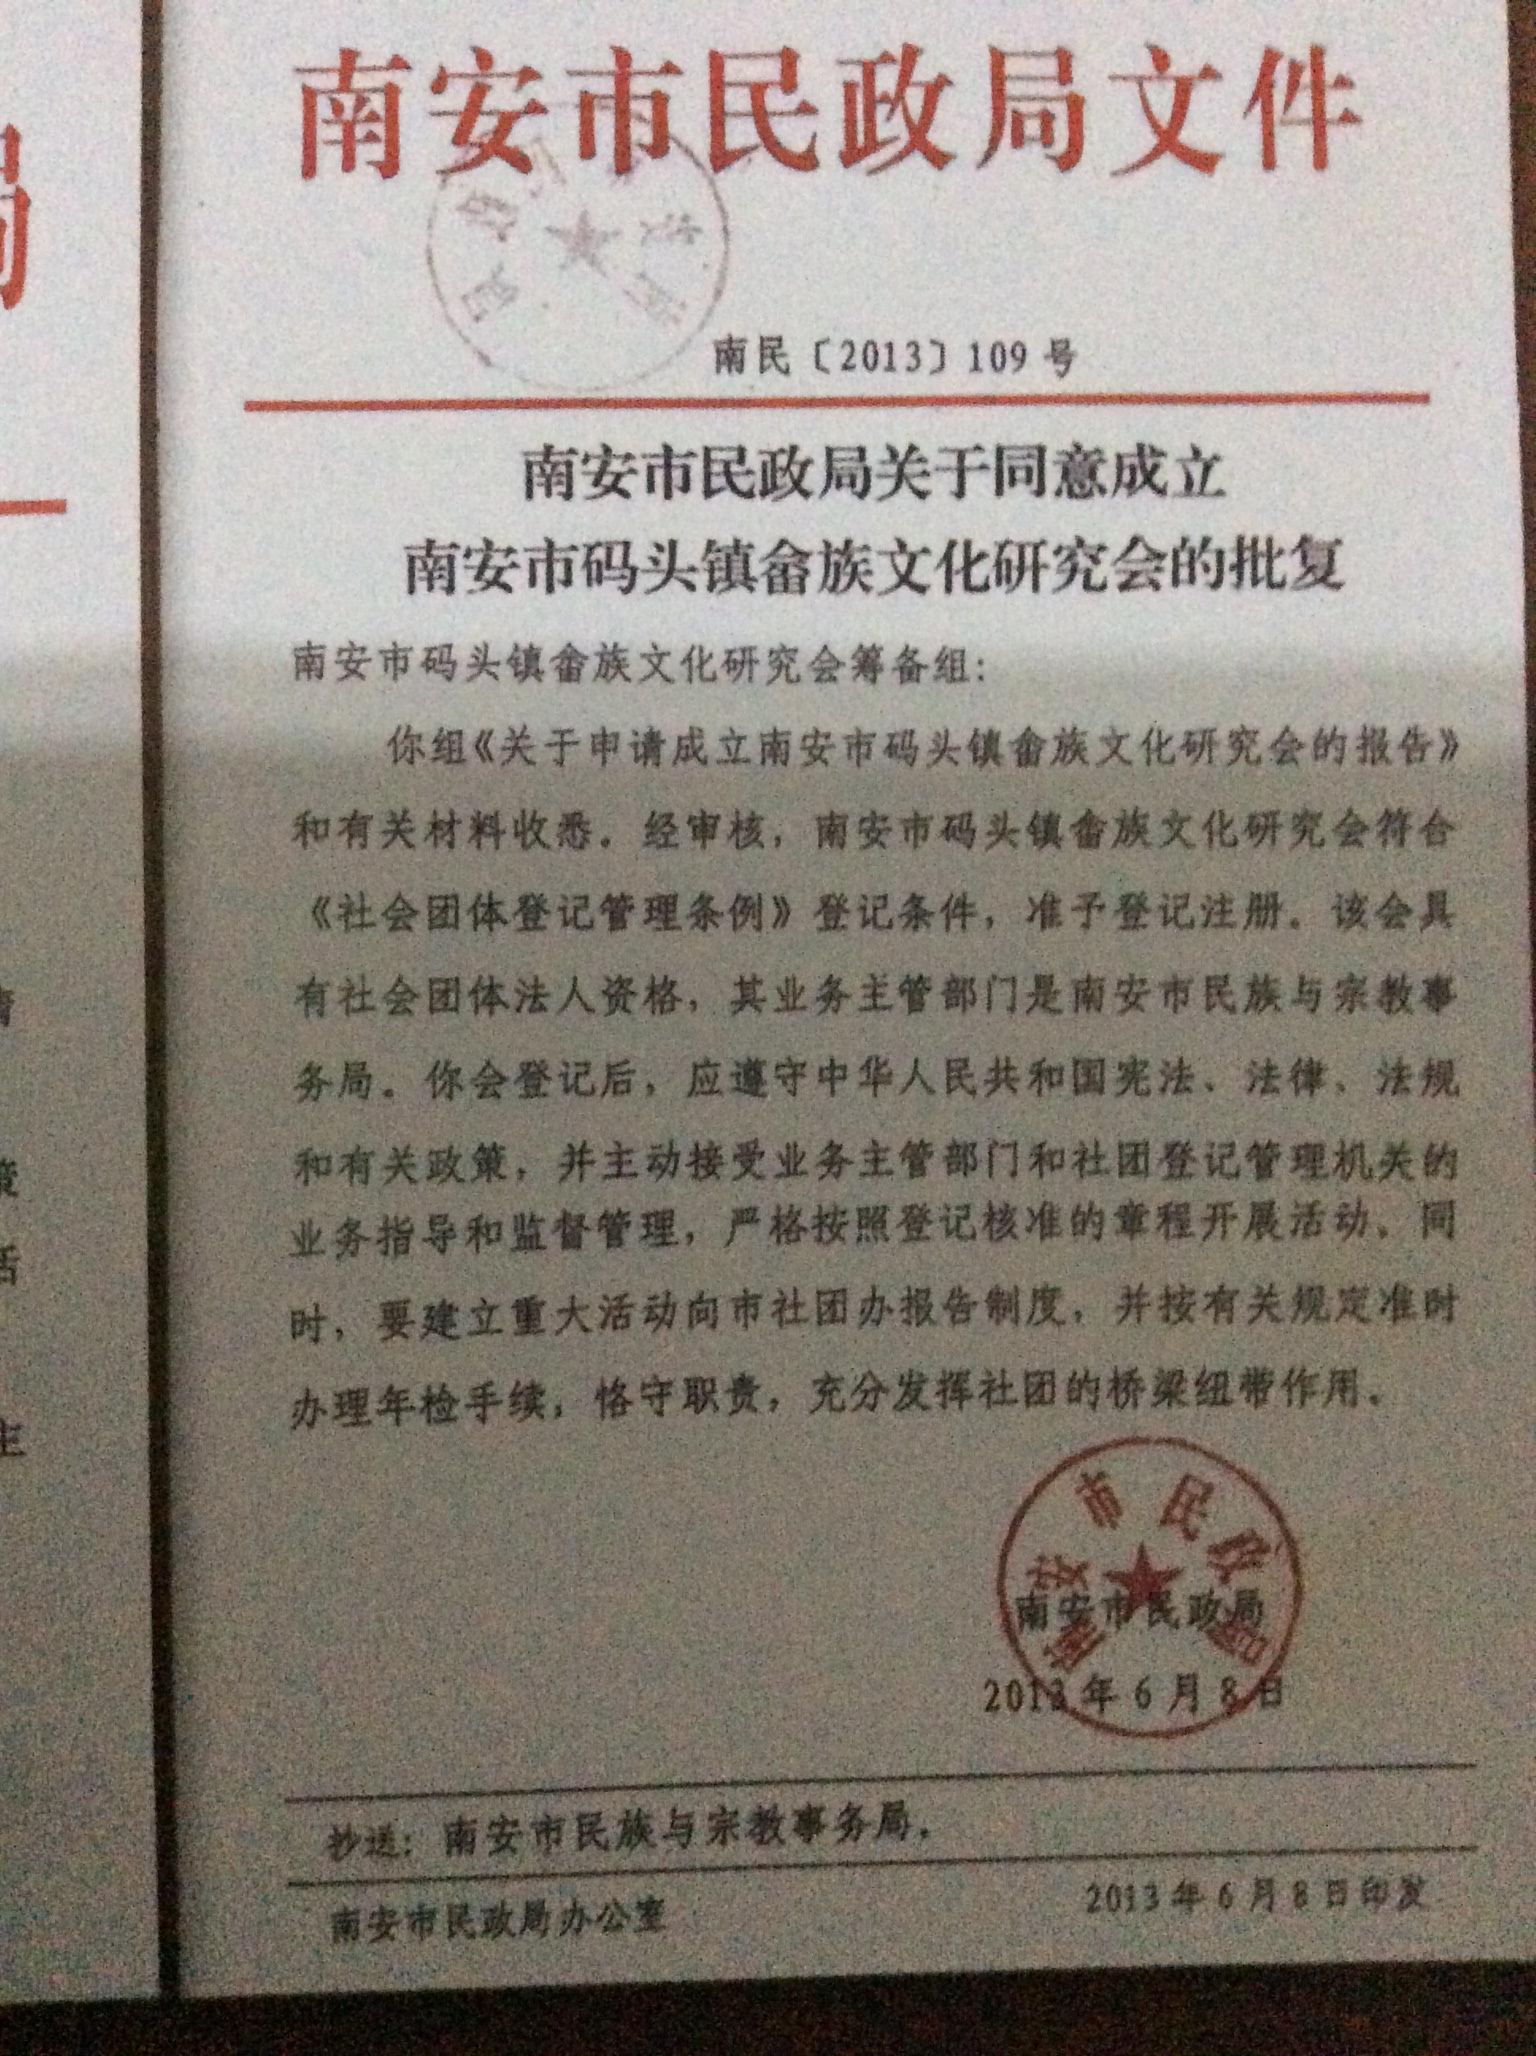 南安市民政局文件
南民〔2013〕109号
南安市民政局关于同意成立
南安市码头镇畲族文化研究会的批复
南安市码头镇畲族文化研究会筹备组:
你组《关于申请成立南安市码头镇畲族文化研究会的报告》
和有关材料收悉。经审核，南安市码头镇畲族文化研究会符合
《社会团体登记管理条例》登记条件，准予登记注册。该会具
有社会团体法人资格，其业务主管部门是南安市民族与宗教事
务局。你会登记后，应遵守中华人民共和国宪法、法律、法规
和有关政策，并主动接受业务主管部门和社团登记管理机关的
业务指导和监督管理，严格按照登记核准的章程开展活动。同
时，要建立重大活动向市社团办报告制度，并按有关规定准时
办理年检手续，恪守职责，充分发挥社团的桥梁纽带作用。
南安市民政局
南安市民政局
2013年6月8日
抄送：南安市民族与宗教事务局。
南安市民政局办公室
2013年6月8日印发